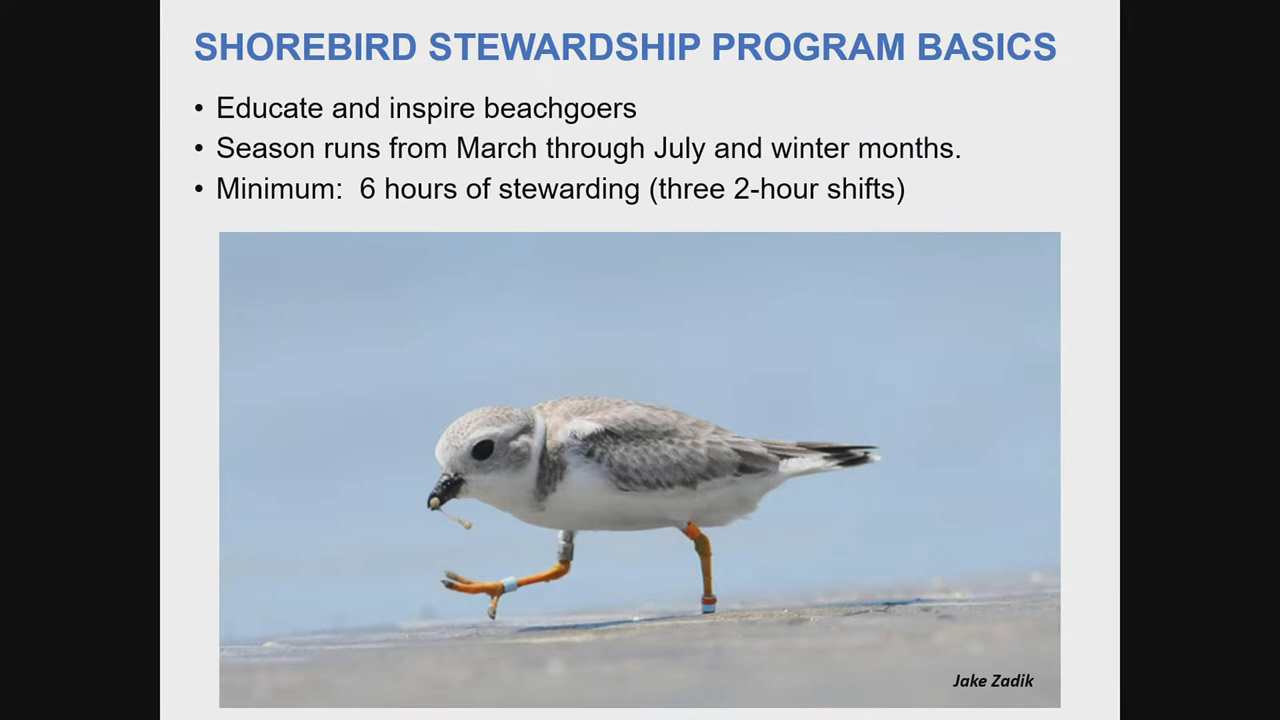 SHOREBIRD STEWARDSHIP PROGRAM BASICS
• Educate and inspire beachgoers
• Season runs from March through July and winter months.
• Minimum:  6 hours of stewarding (three 2-hour shifts)
Jake Zadik